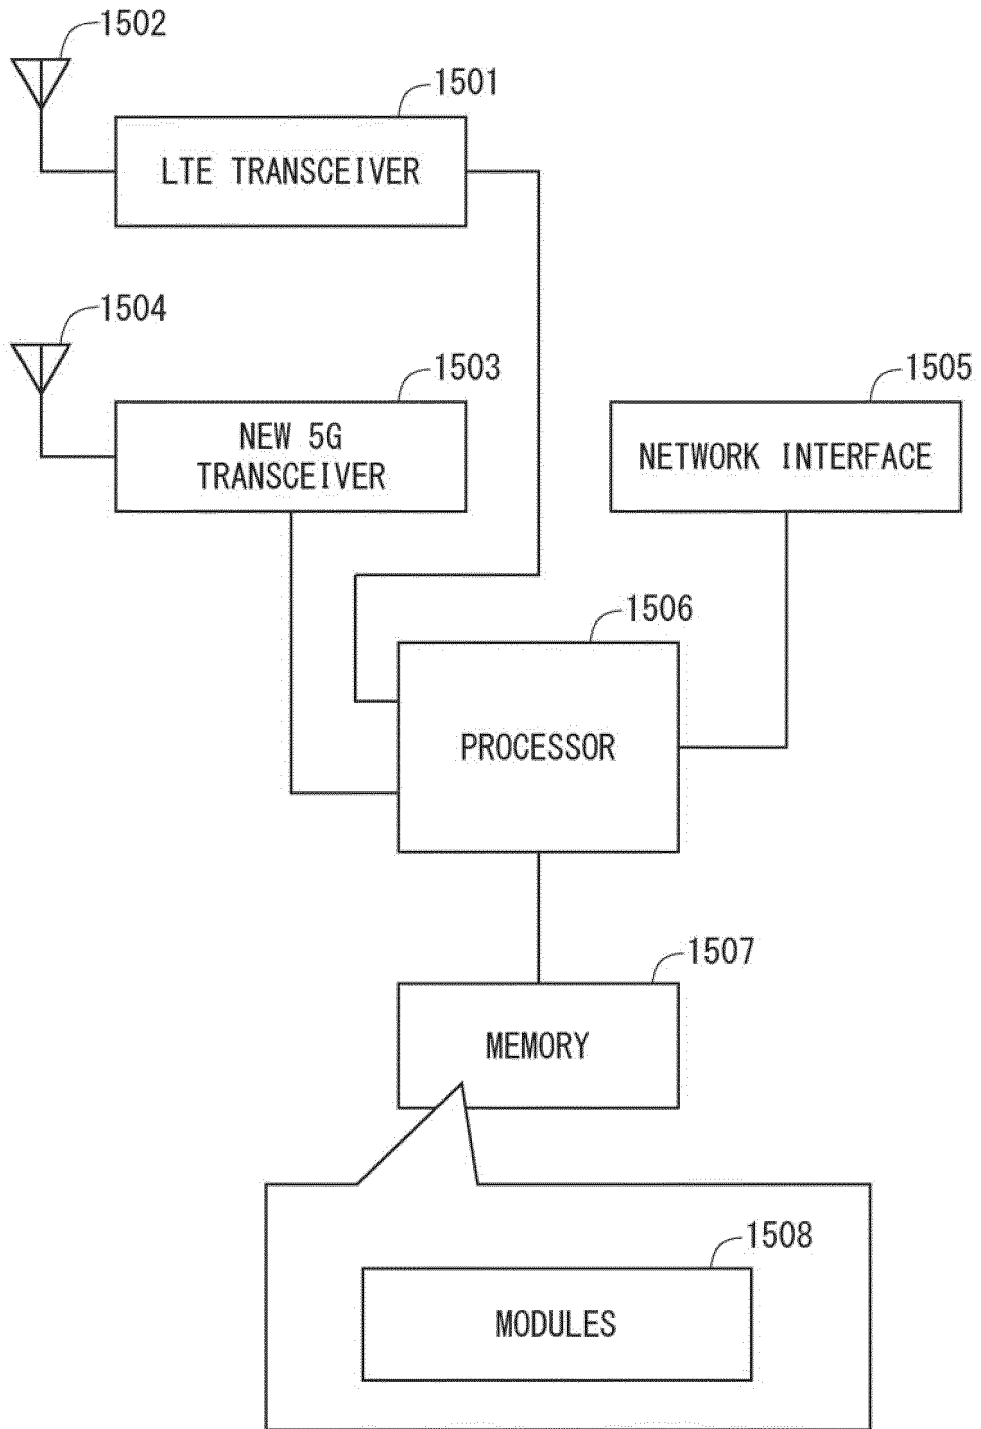 1502
1501
LTE TRANSCEIVER
1504
1503
NEW 5G
TRANSCEIVER
1505
NETWORK INTERFACE
1506
PROCESSOR
1507
MEMORY
1508
MODULES